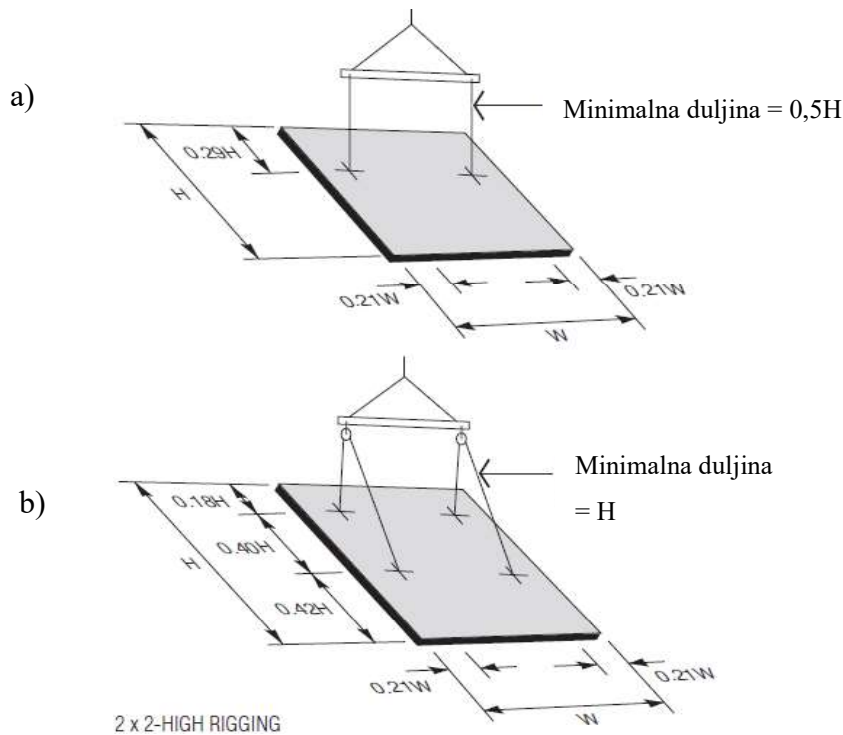 a)
Minimalna duljina = 0,5H
0.29H
H
0.21W
0.21W
W
b)
Minimalna duljina
= H
0.18H
0.40H
H
0.42H
0.21W
0.21W
W
2 x 2-HIGH RIGGING